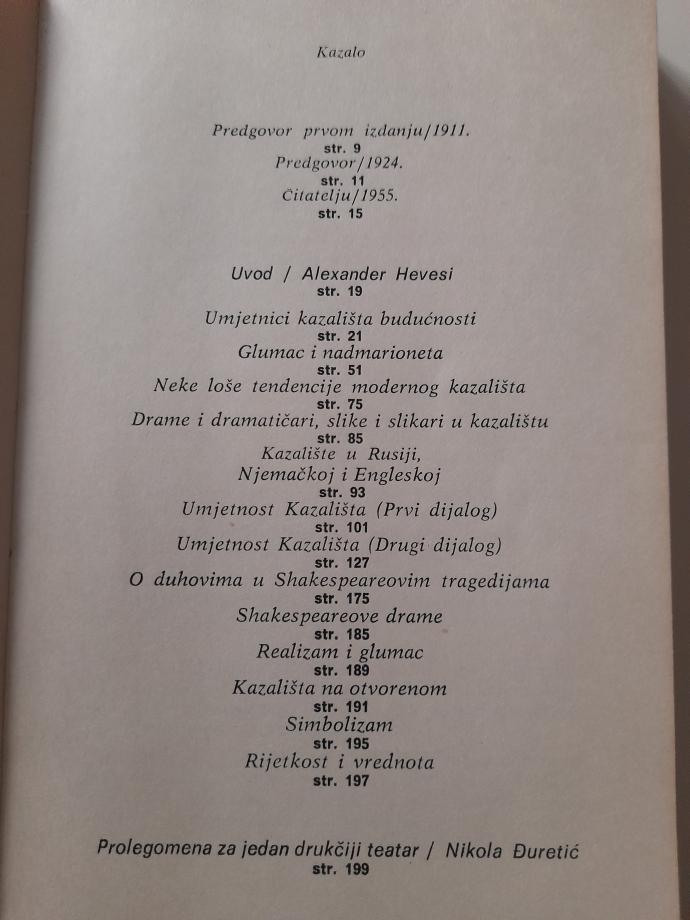 Kazalo
Predgovor prvom izdanju/1911.
str. 9
Predgovor/1924.
str. 11
Čitatelju/1955.
str. 15
Uvod / Alexander Hevesi
str. 19
Umjetnici kazališta budućnosti
str. 21
Glumac i nadmarioneta
str. 51
Neke loše tendencije modernog kazališta
str. 75
Drame i dramatičari, slike i slikari u kazalištu
str. 85
Kazalište u Rusiji,
Njemačkoj i Engleskoj
str. 93
Umjetnost Kazališta (Prvi dijalog)
str. 101
Umjetnost Kazališta (Drugi dijalog)
str. 127
O duhovima u Shakespeareovim tragedijama
str. 175
Shakespeareove drame
str. 185
Realizam i glumac
str. 189
Kazališta na otvorenom
str. 191
Simbolizam
str. 195
Rijetkost i vrednota
str. 197
Prolegomena za jedan drukčiji teatar / Nikola Đuretić
str. 199